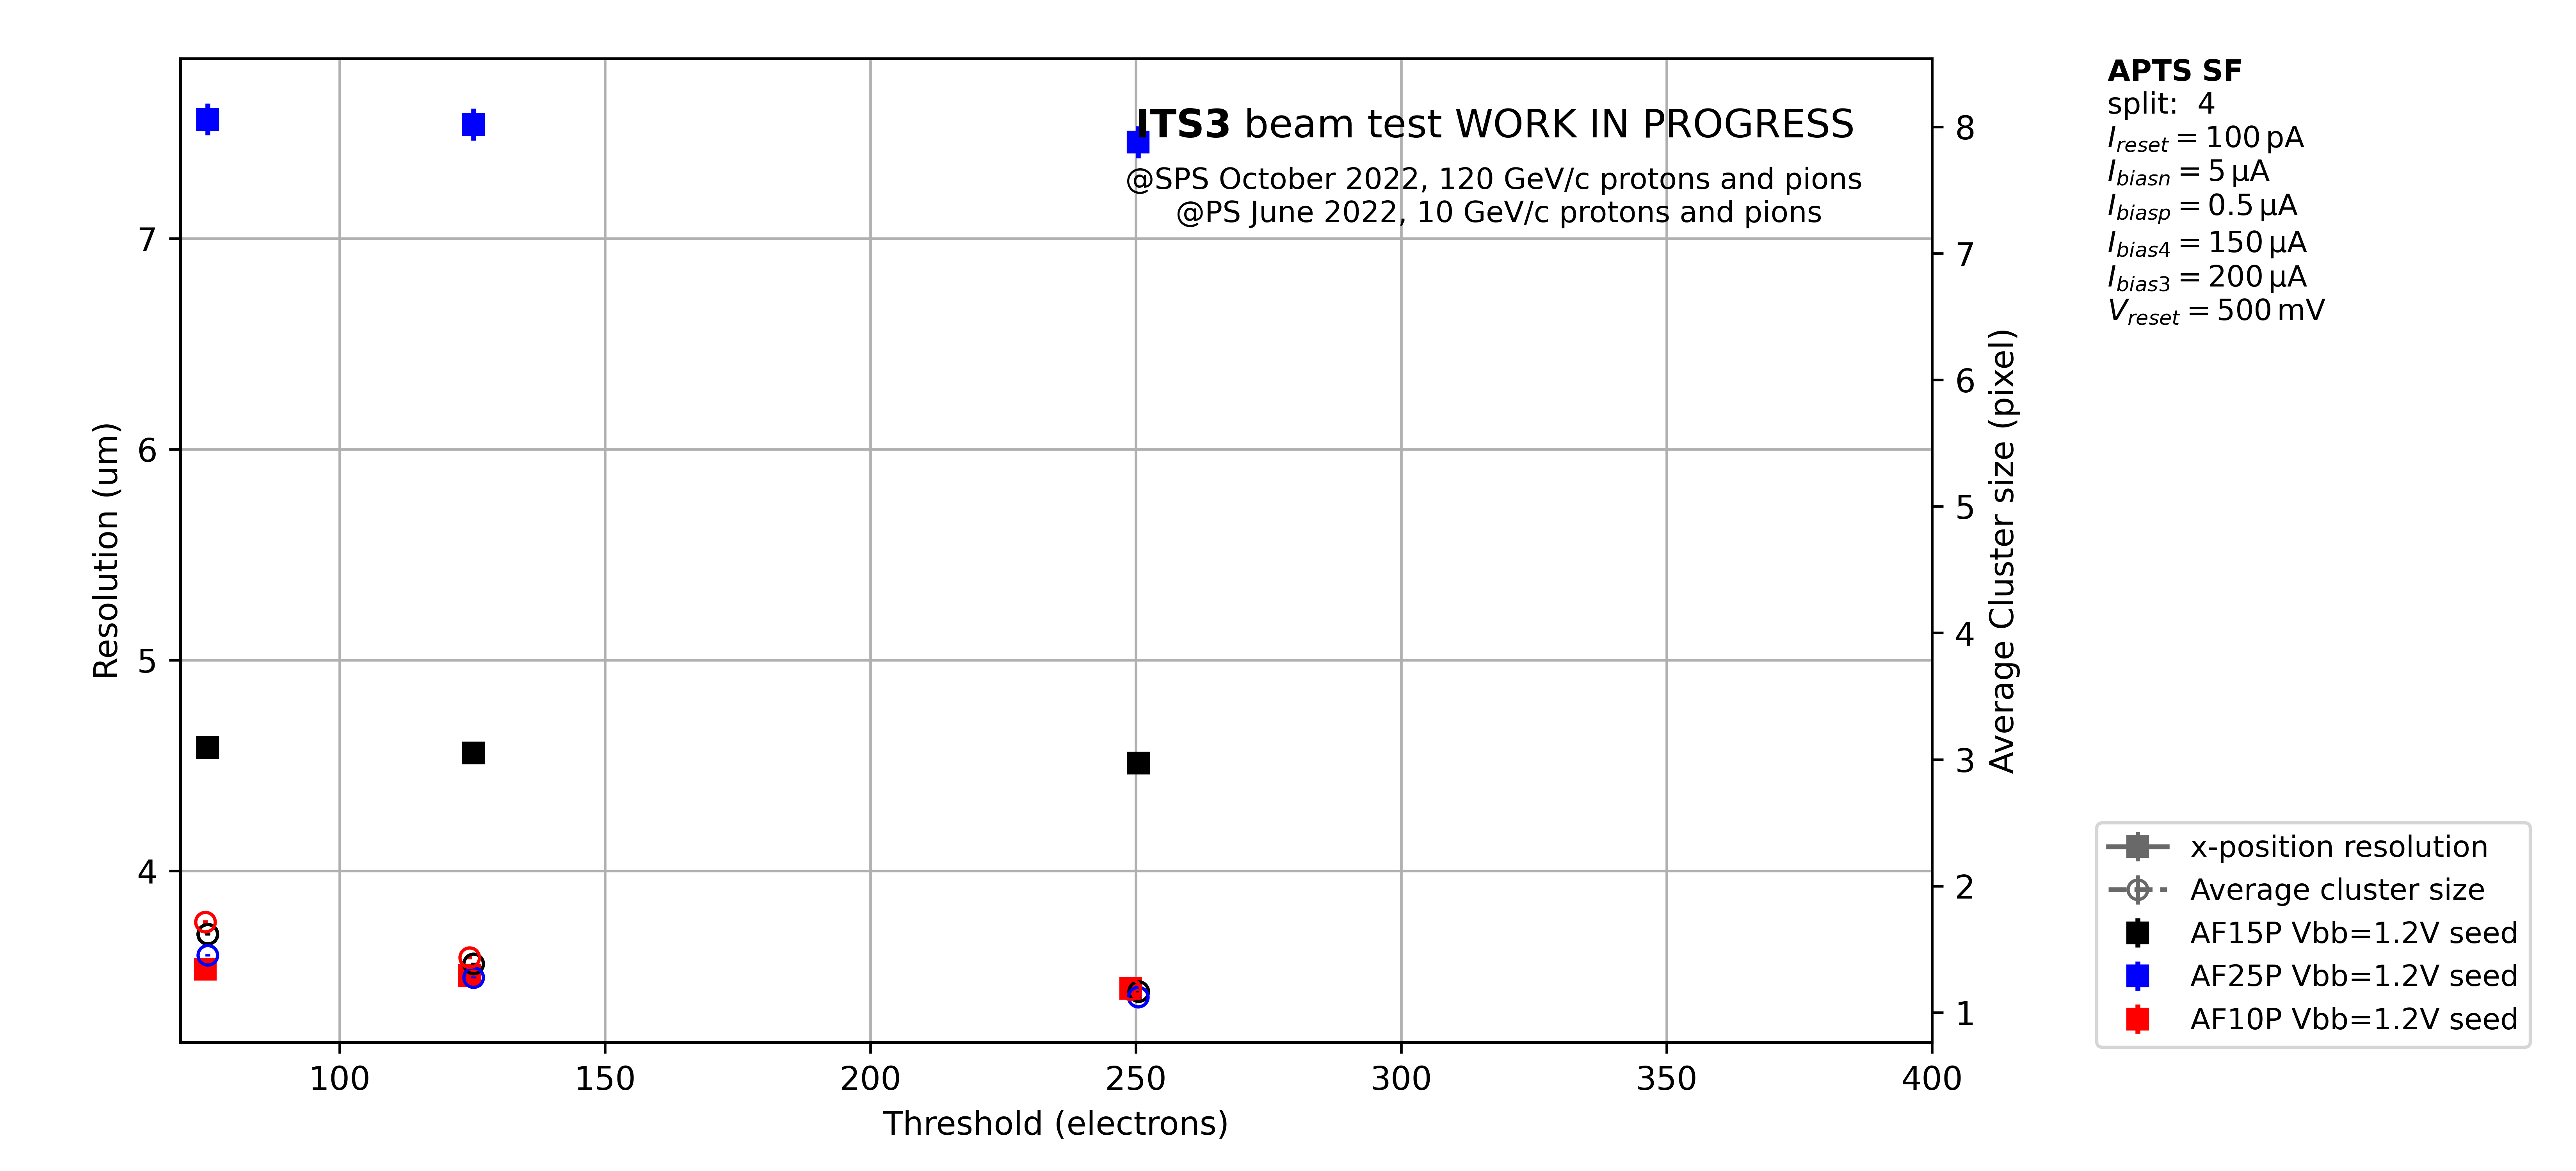 ITS3 beam test WORK IN PROGRESS
@SPS October 2022, 120 GeV/c protons and pions
@PS June 2022, 10 GeV/c protons and pions
7
6
5
4
Resolution (um)
100 150 200 250 300 350 400
Threshold (electrons)
8
7
6
5
4
3
2
1
Average Cluster size (pixel)
APTS SF
split: 4
I_reset = 100 pA
I_biasn = 5 μA
I_biasp = 0.5 μA
I_bias4 = 150 μA
I_bias3 = 200 μA
V_reset = 500 mV
x-position resolution
Average cluster size
AF15P Vbb=1.2V seed
AF25P Vbb=1.2V seed
AF10P Vbb=1.2V seed